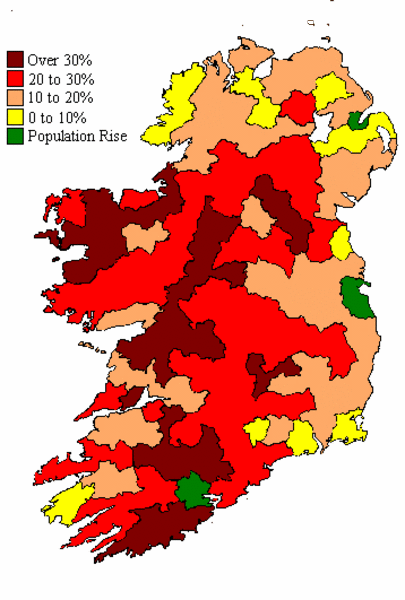 Over 30%
20 to 30%
10 to 20%
0 to 10%
Population Rise